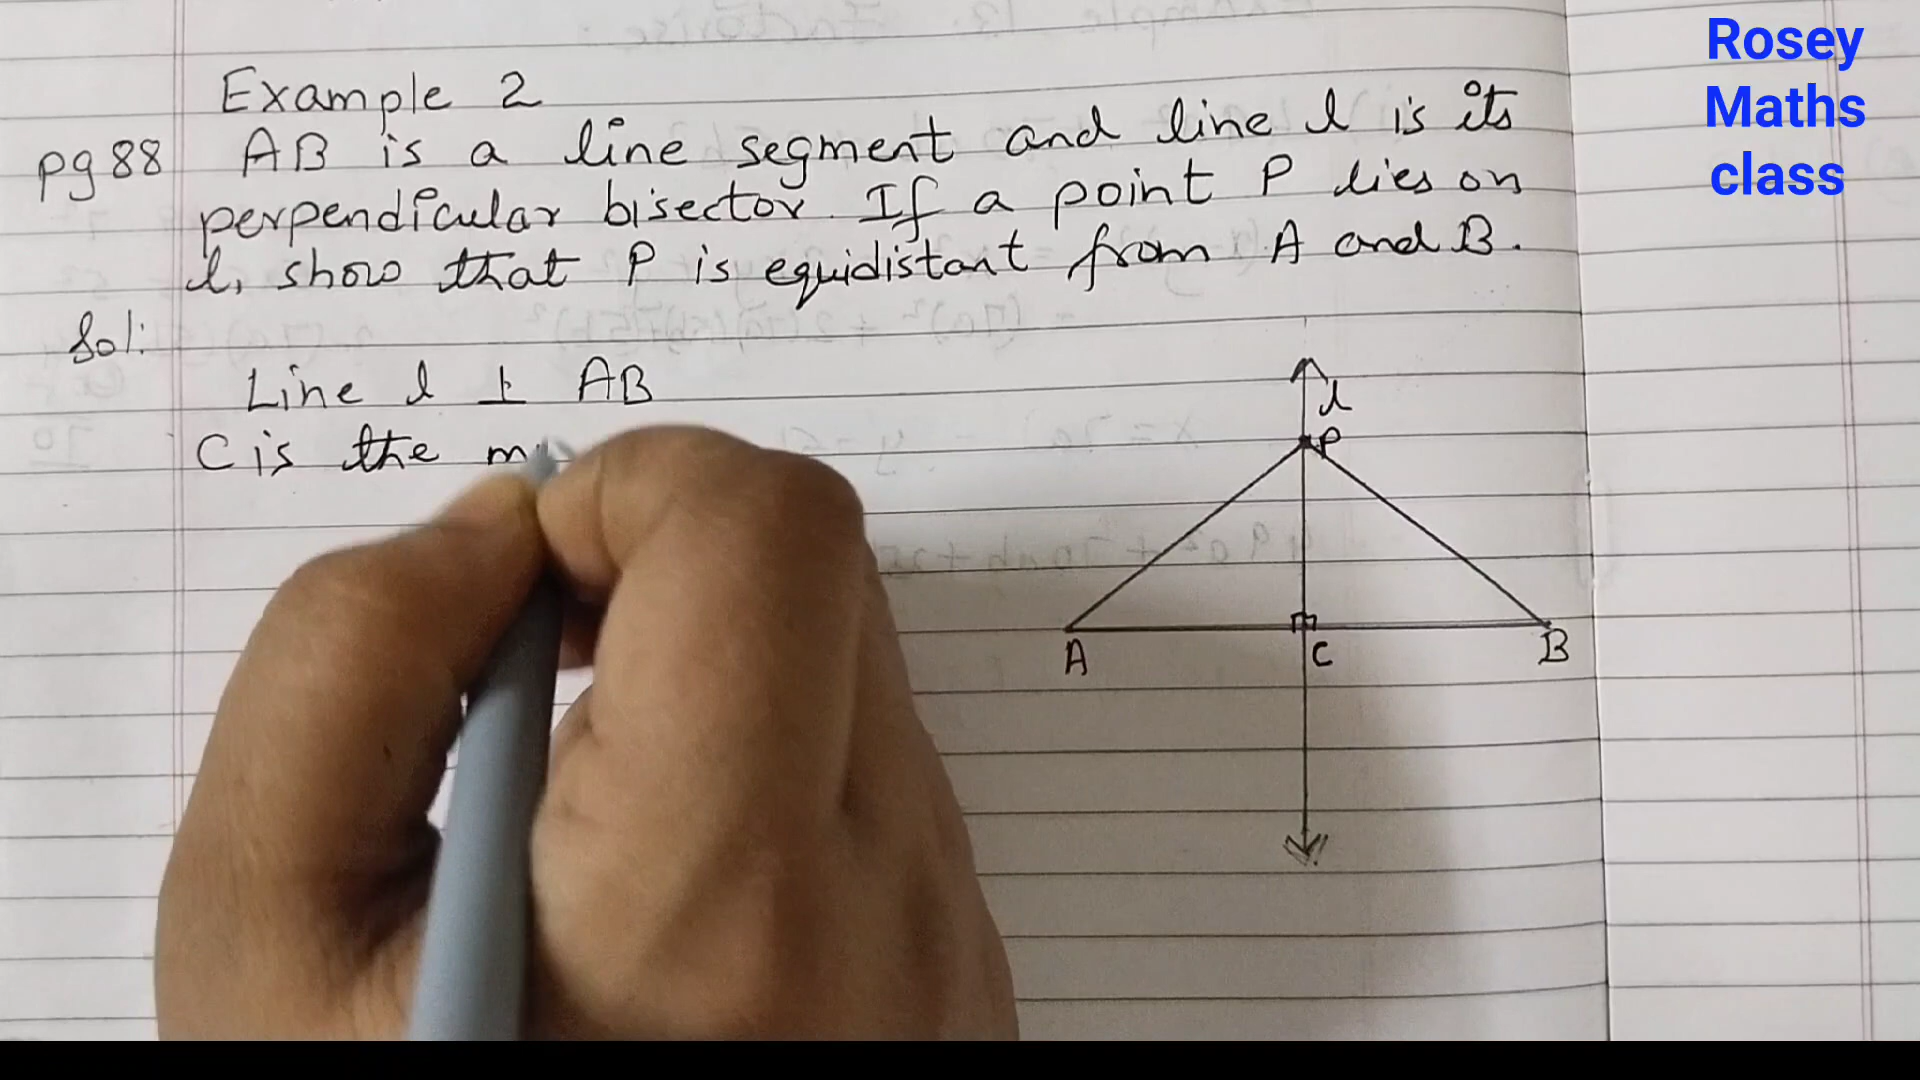 Example 2
pg 88 AB is a line segment and line l is its
perpendicular bisector. If a point P lies on
l, show that P is equidistant from A and B.
Sol:
Line l ⊥ AB
C is the
l
P
A
C
B
Rosey
Maths
class